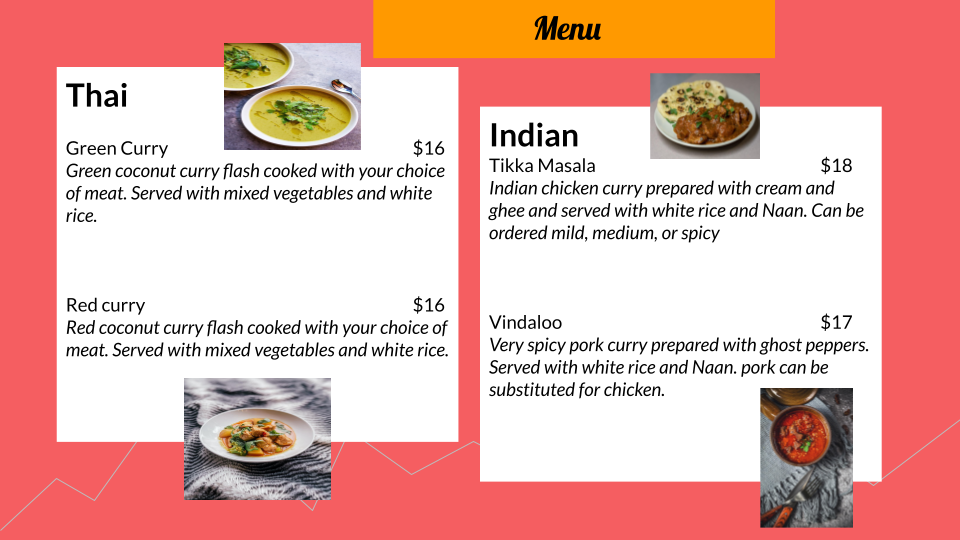 Menu
Thai
Green Curry $16
Green coconut curry flash cooked with your choice
of meat. Served with mixed vegetables and white
rice.
Red curry $16
Red coconut curry flash cooked with your choice of
meat. Served with mixed vegetables and white rice.
Indian
Tikka Masala $18
Indian chicken curry prepared with cream and
ghee and served with white rice and Naan. Can be
ordered mild, medium, or spicy
Vindaloo $17
Very spicy pork curry prepared with ghost peppers.
Served with white rice and Naan. pork can be
substituted for chicken.